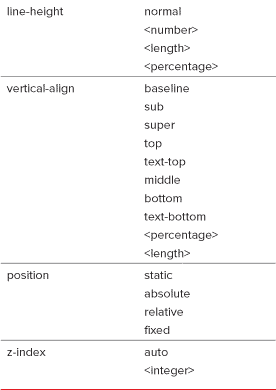 line-height normal
<number>
<length>
<percentage>
vertical-align baseline
sub
super
top
text-top
middle
bottom
text-bottom
<percentage>
<length>
position static
absolute
relative
fixed
z-index auto
<integer>